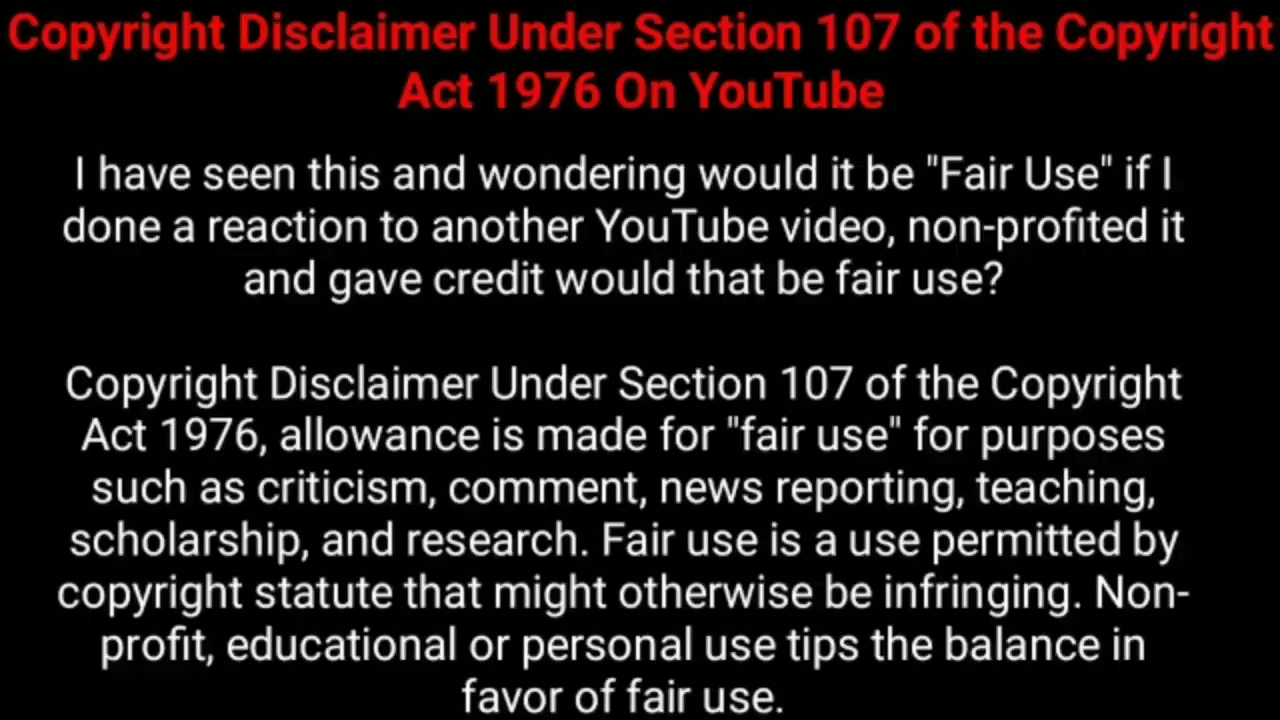 Copyright Disclaimer Under Section 107 of the Copyright
Act 1976 On YouTube
I have seen this and wondering would it be "Fair Use" if I
done a reaction to another YouTube video, non-profited it
and gave credit would that be fair use?
Copyright Disclaimer Under Section 107 of the Copyright
Act 1976, allowance is made for "fair use" for purposes
such as criticism, comment, news reporting, teaching,
scholarship, and research. Fair use is a use permitted by
copyright statute that might otherwise be infringing. Non-
profit, educational or personal use tips the balance in
favor of fair use.